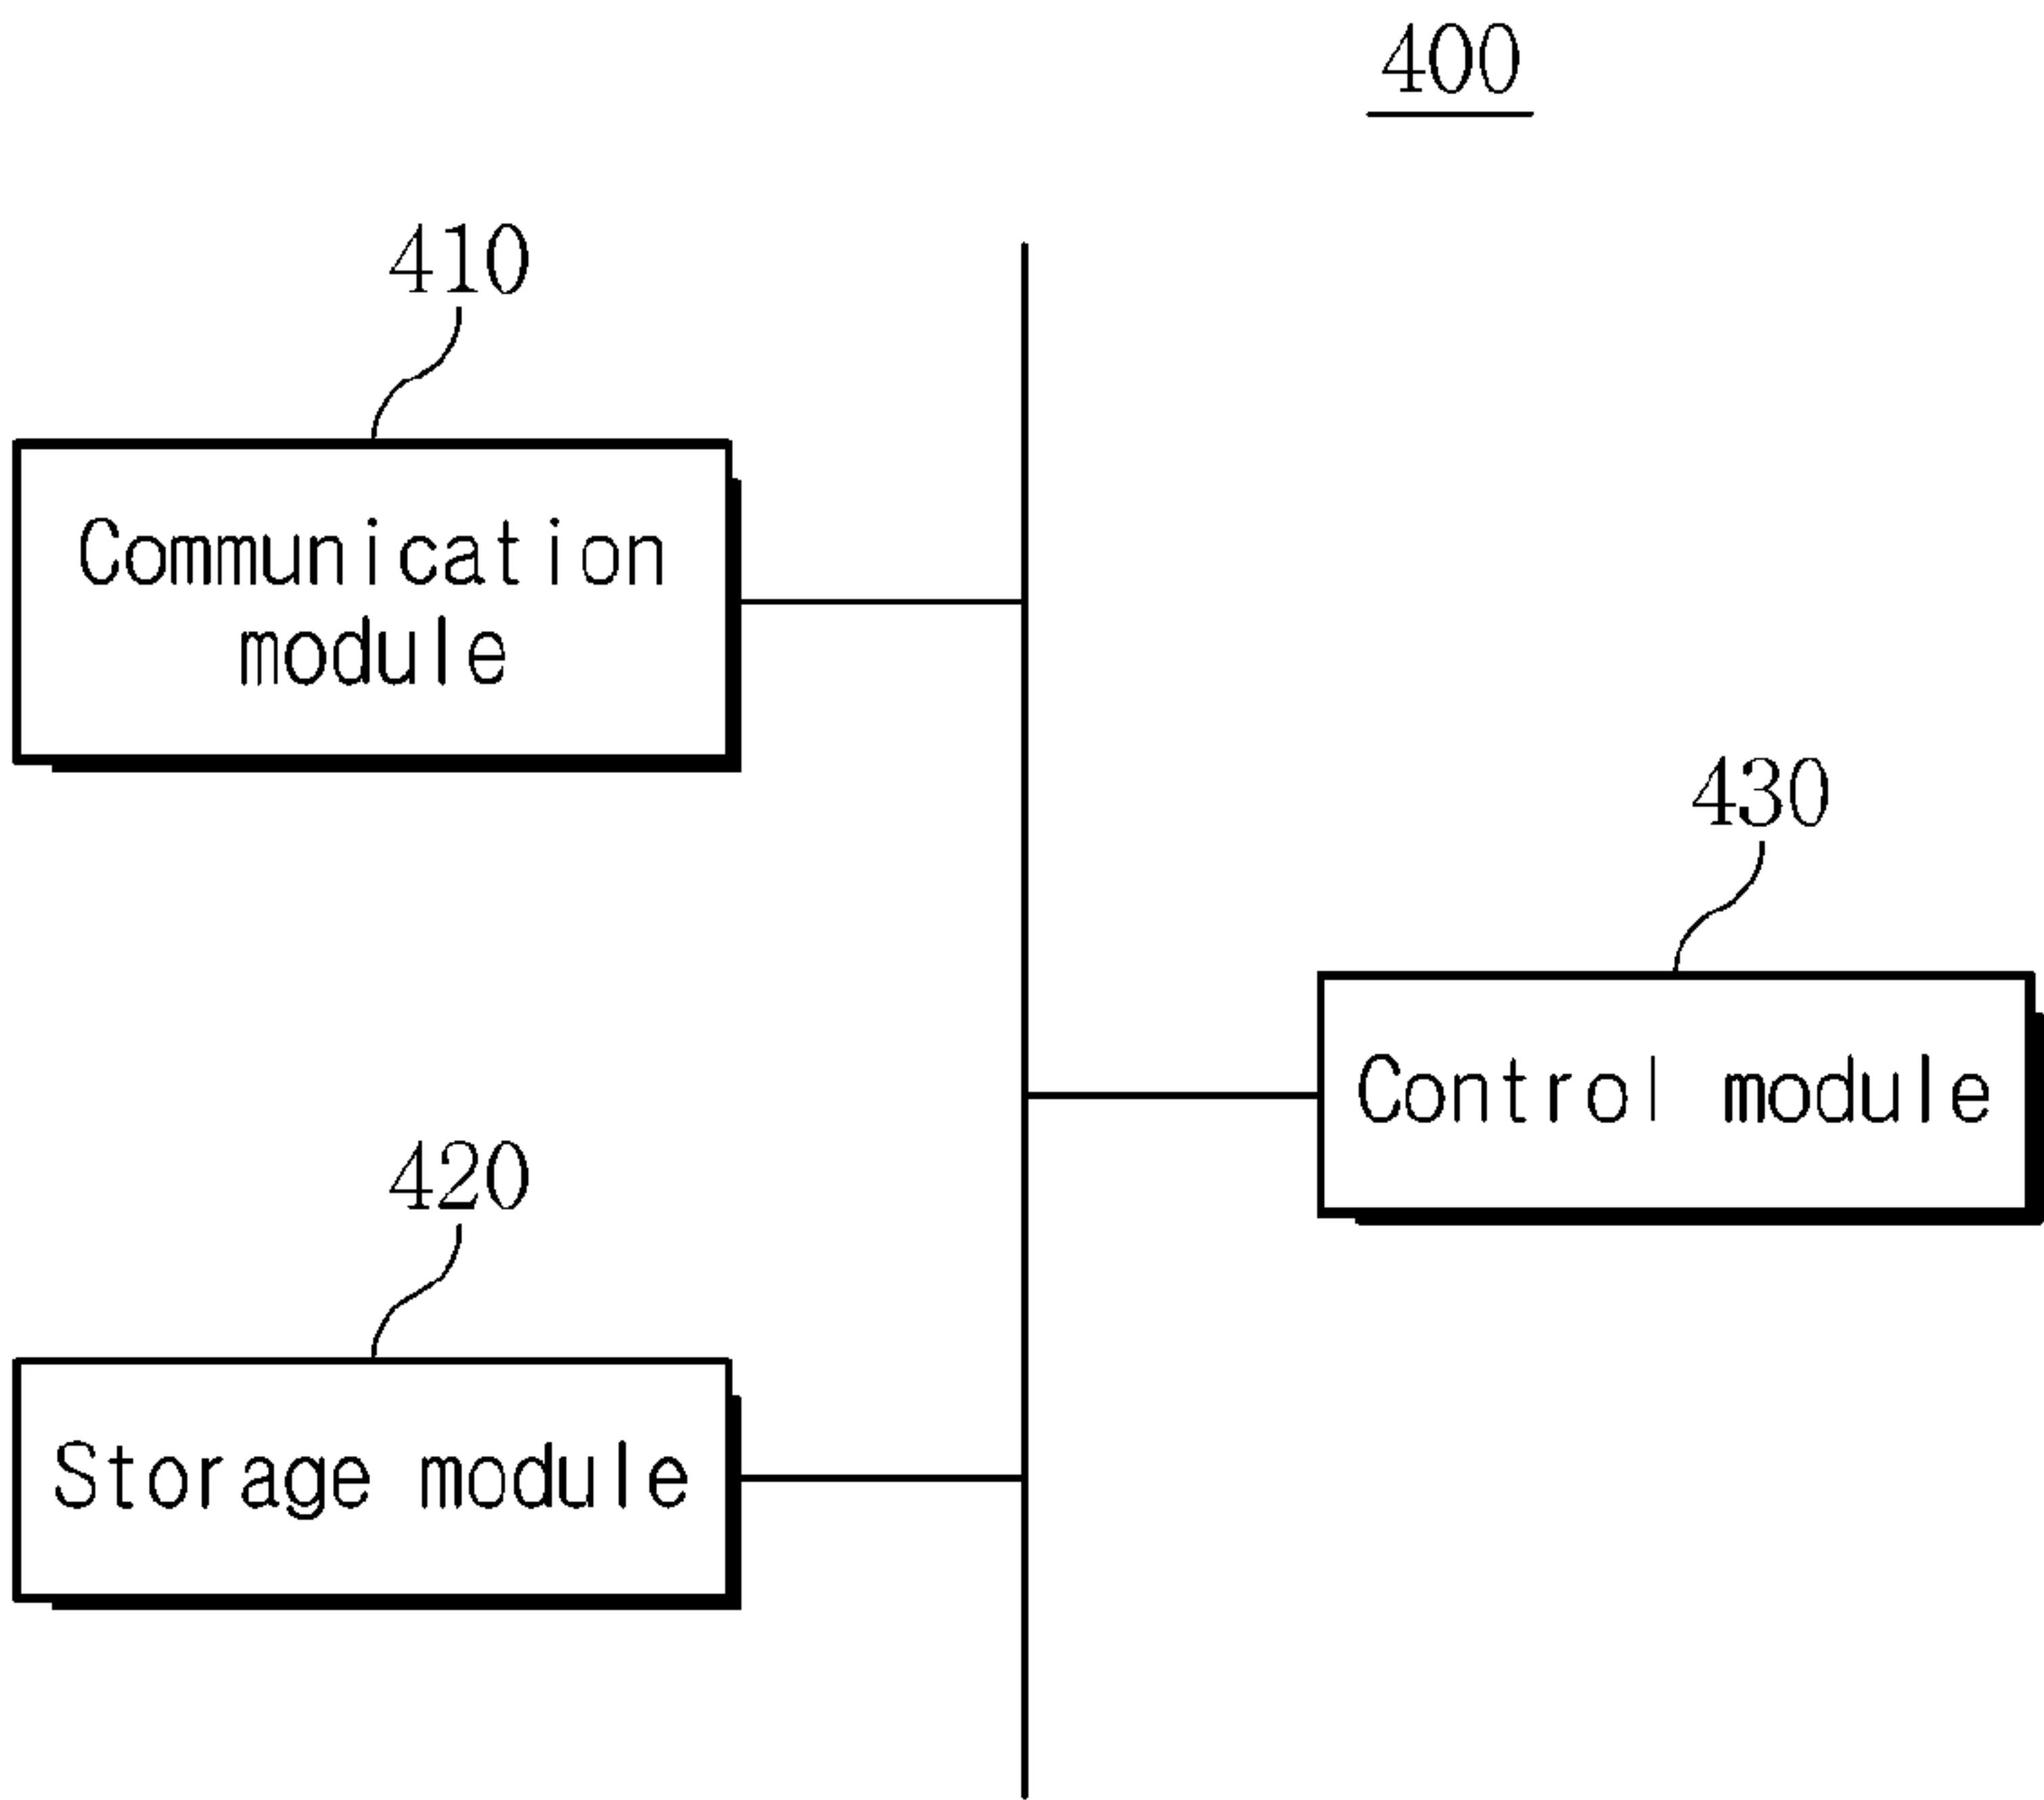 400
410
Communication
module
430
Control module
420
Storage module